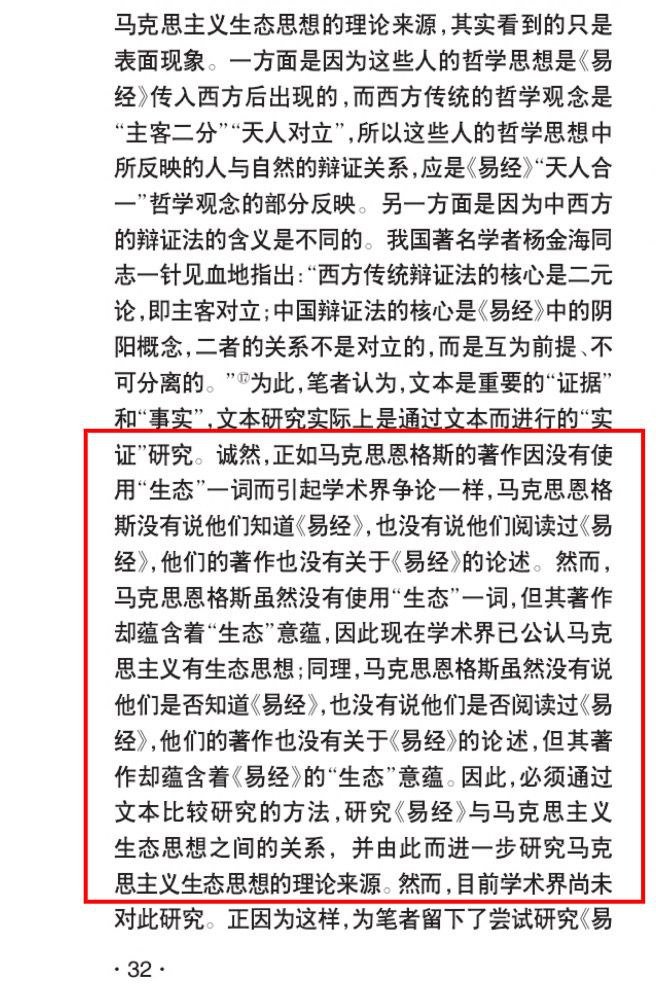 马克思主义生态思想的理论来源,其实看到的只是
表面现象。一方面是因为这些人的哲学思想是《易
经》传入西方后出现的,而西方传统的哲学观念是
“主客二分”“天人对立”,所以这些人的哲学思想中
所反映的人与自然的辩证关系,应是《易经》“天人合
一”哲学观念的部分反映。另一方面是因为中西方
的辩证法的含义是不同的。我国著名学者杨金海同
志一针见血地指出:“西方传统辩证法的核心是二元
论,即主客对立;中国辩证法的核心是《易经》中的阴
阳概念,二者的关系不是对立的,而是互为前提、不
可分离的。”⑰为此,笔者认为,文本是重要的“证据”
和“事实”,文本研究实际上是通过文本而进行的“实
证”研究。诚然,正如马克思恩格斯的著作因没有使
用“生态”一词而引起学术界争论一样,马克思恩格
斯没有说他们知道《易经》,也没有说他们阅读过《易
经》,他们的著作也没有关于《易经》的论述。然而,
马克思恩格斯虽然没有使用“生态”一词,但其著作
却蕴含着“生态”意蕴,因此现在学术界已公认马克
思主义有生态思想;同理,马克思恩格斯虽然没有说
他们是否知道《易经》,也没有说他们是否阅读过《易
经》,他们的著作也没有关于《易经》的论述,但其著
作却蕴含着《易经》的“生态”意蕴。因此,必须通过
文本比较研究的方法,研究《易经》与马克思主义
生态思想之间的关系,并由此而进一步研究马克
思主义生态思想的理论来源。然而,目前学术界尚未
对此研究。正因为这样,为笔者留下了尝试研究《易
· 32 ·